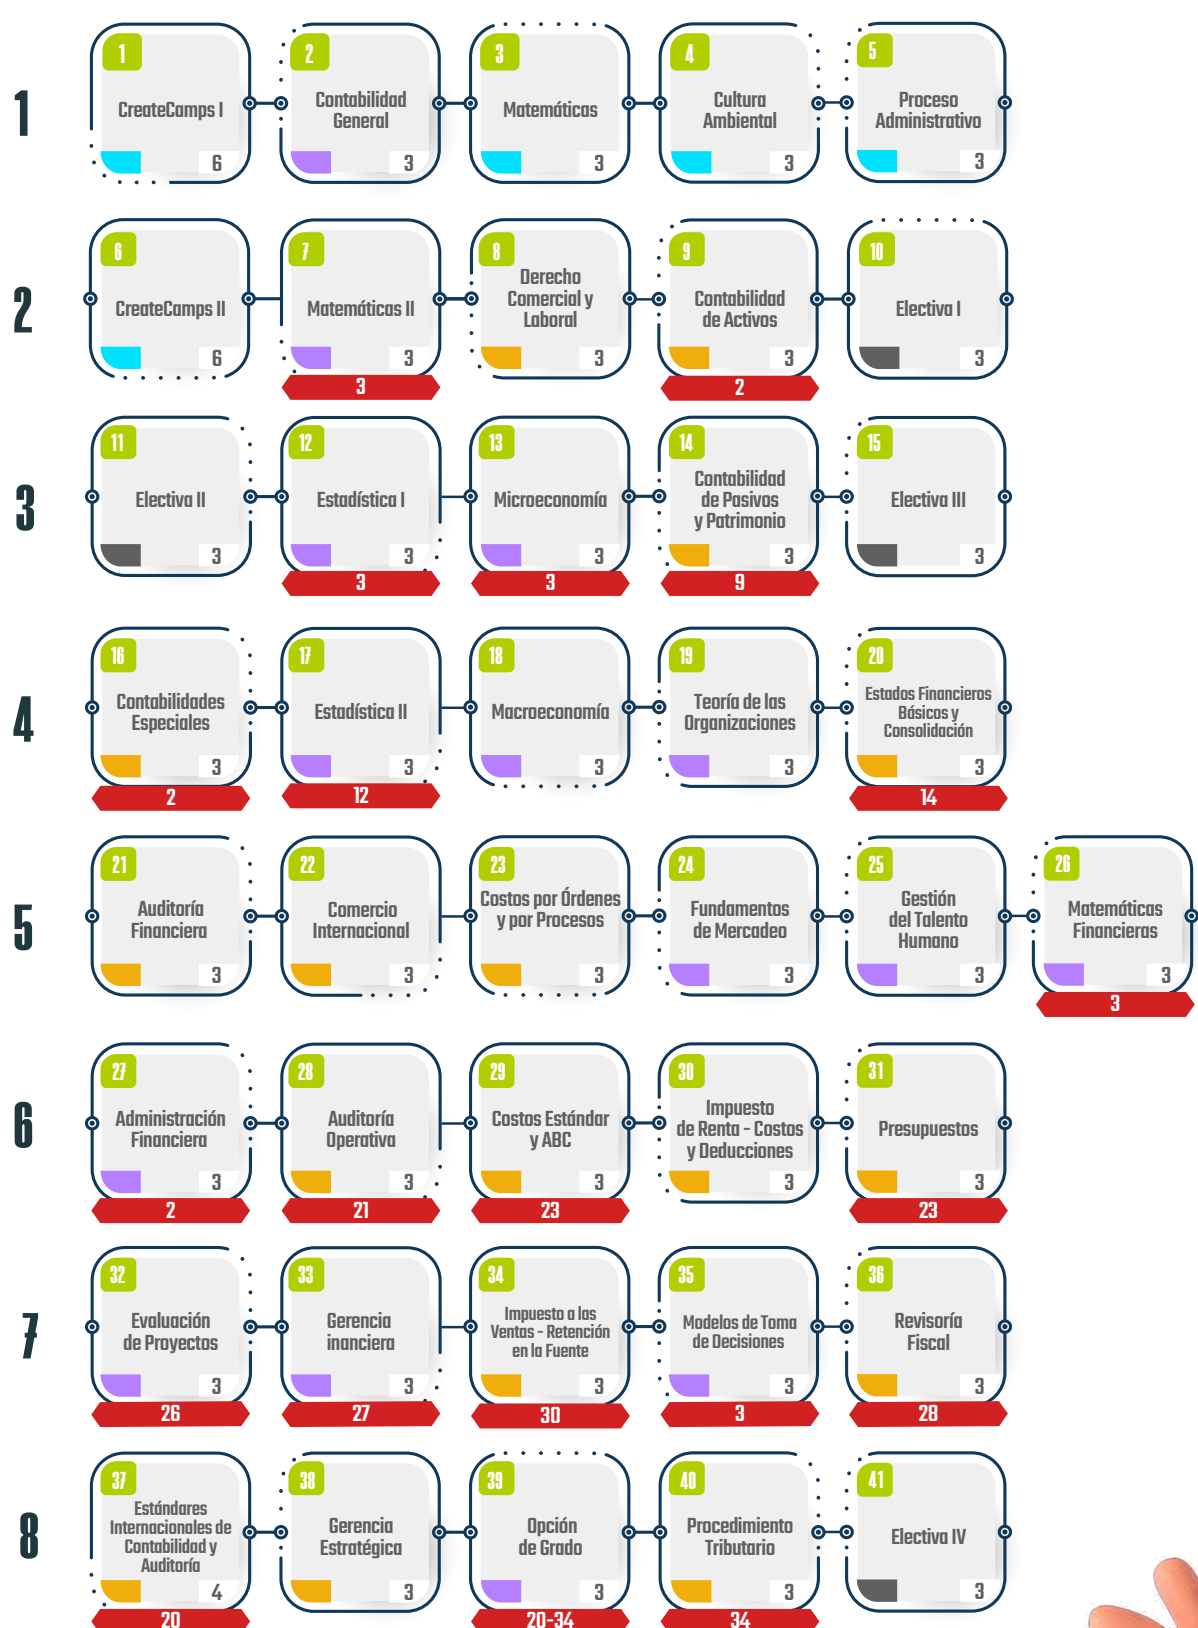 1
1
CreateCamps I
6
2
Contabilidad
General
3
3
Matemáticas
3
4
Cultura
Ambiental
3
5
Proceso
Administrativo
3
2
6
CreateCamps II
6
7
Matemáticas II
3
3
8
Derecho
Comercial y
Laboral
3
9
Contabilidad
de Activos
3
2
10
Electiva I
3
3
11
Electiva II
3
12
Estadística I
3
3
13
Microeconomía
3
3
14
Contabilidad
de Pasivos
y Patrimonio
3
9
15
Electiva III
3
4
16
Contabilidades
Especiales
3
2
17
Estadística II
3
12
18
Macroeconomía
3
19
Teoría de las
Organizaciones
3
20
Estados Financieros
Básicos y
Consolidación
3
14
5
21
Auditoría
Financiera
3
22
Comercio
Internacional
3
23
Costos por Órdenes
y por Procesos
3
24
Fundamentos
de Mercadeo
3
25
Gestión
del Talento
Humano
3
26
Matemáticas
Financieras
3
3
6
27
Administración
Financiera
3
2
28
Auditoría
Operativa
3
21
29
Costos Estándar
y ABC
3
23
30
Impuesto
de Renta - Costos
y Deducciones
3
31
Presupuestos
3
23
7
32
Evaluación
de Proyectos
3
26
33
Gerencia
inanciera
3
27
34
Impuesto a las
Ventas - Retención
en la Fuente
3
30
35
Modelos de Toma
de Decisiones
3
3
36
Revisoría
Fiscal
3
28
8
37
Estándares
Internacionales de
Contabilidad y
Auditoría
4
20
38
Gerencia
Estratégica
3
39
Opción
de Grado
3
20-34
40
Procedimiento
Tributario
3
34
41
Electiva IV
3